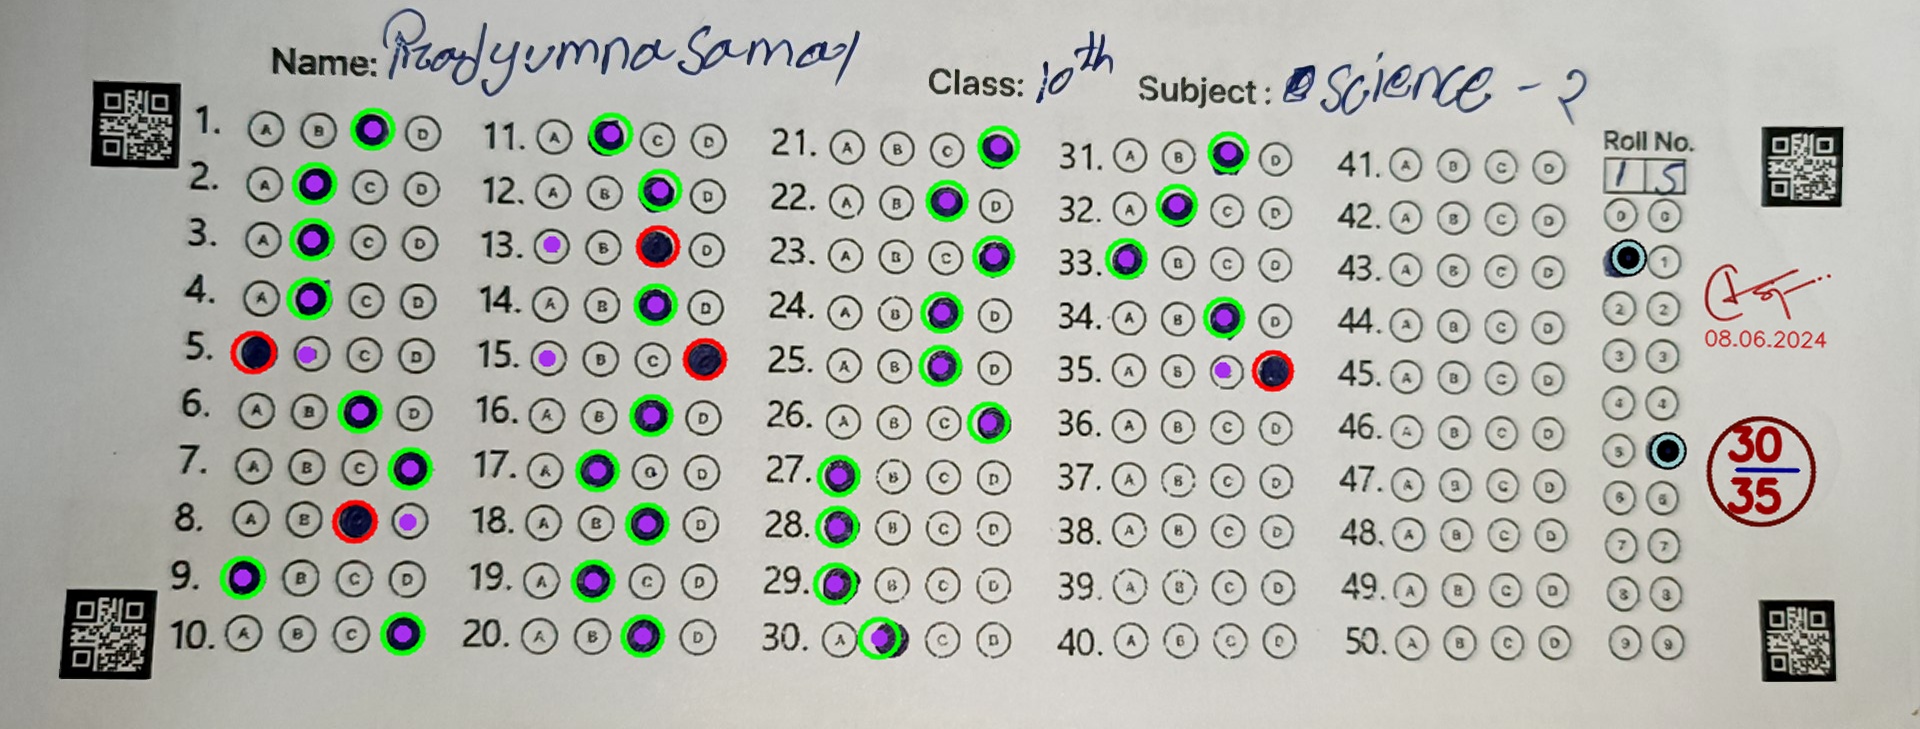 Name: Pradyumna Samal
Class: 10th Subject: Science - 2
1. A B D 11. A C D 21. A B C 31. A B D 41. A B C D Roll No.
2. A C D 12. A B D 22. A B D 32. A C D 42. A B C D 1 5
3. A C D 13. B D 23. A B C 33. B C D 43. A B C D 0 0
4. A C D 14. A B D 24. A B D 34. A B D 44. A B C D 1
5. C D 15. B C 25. A B D 35. A B 45. A B C D 2 2
6. A B D 16. A B D 26. A B C 36. A B C D 46. A B C D 3 3
7. A B C 17. A C D 27. B C D 37. A B C D 47. A B C D 4 4
8. A B 18. A B D 28. B C D 38. A B C D 48. A B C D 5
9. B C D 19. A C D 29. B C D 39. A B C D 49. A B C D 6 6
10. A B C 20. A B D 30. A C D 40. A B C D 50. A B C D 7 7
8 8
9 9
08.06.2024
30
35